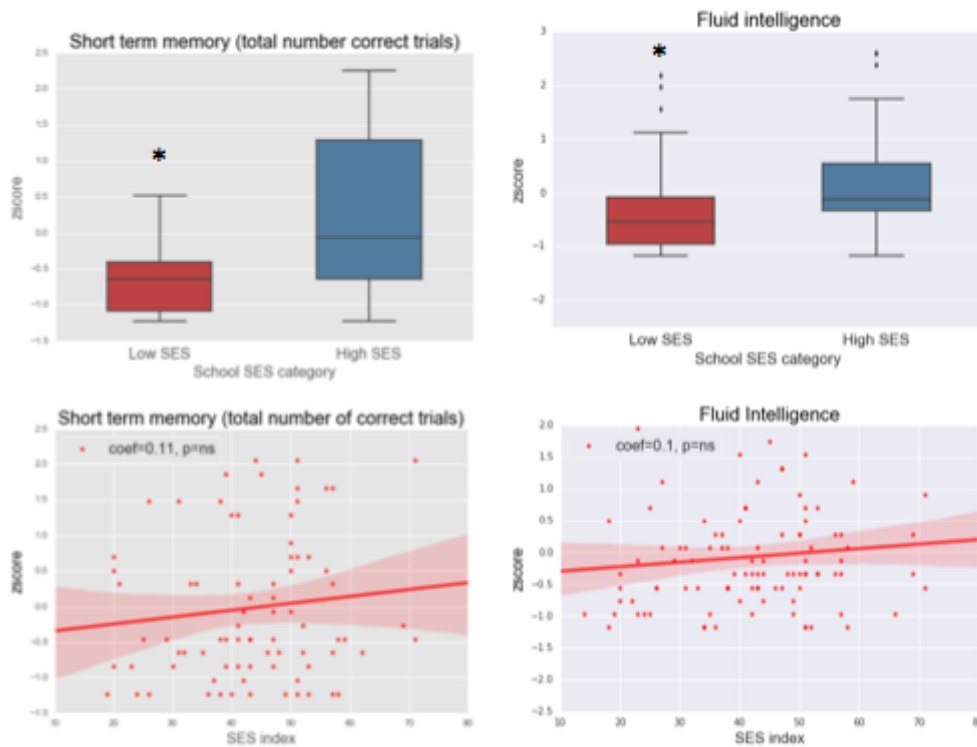 Short term memory (total number correct trials)
2.5
2.0
1.5
1.0
0.5
0.0
−0.5
−1.0
−1.5
zscore
*
Low SES
High SES
School SES category
Fluid intelligence
3
2
1
0
−1
−2
zscore
*
Low SES
High SES
School SES category
Short term memory (total number of correct trials)
coef=0.11, p=ns
2.5
2.0
1.5
1.0
0.5
0.0
−0.5
−1.0
−1.5
zscore
10 20 30 40 50 60 70 80
SES index
Fluid Intelligence
coef=0.1, p=ns
2.0
1.5
1.0
0.5
0.0
−0.5
−1.0
−1.5
−2.0
−2.5
zscore
10 20 30 40 50 60 70 80
SES index